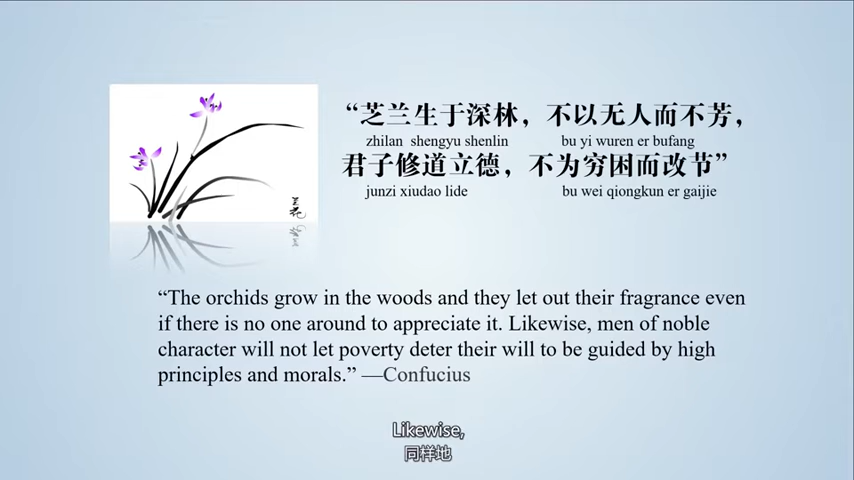 “芝兰生于深林，不以无人而不芳，
zhilan shengyu shenlin bu yi wuren er bufang
君子修道立德，不为穷困而改节”
junzi xiudao lide bu wei qiongkun er gaijie
兰花
“The orchids grow in the woods and they let out their fragrance even
if there is no one around to appreciate it. Likewise, men of noble
character will not let poverty deter their will to be guided by high
principles and morals.” —Confucius
Likewise,
同样地